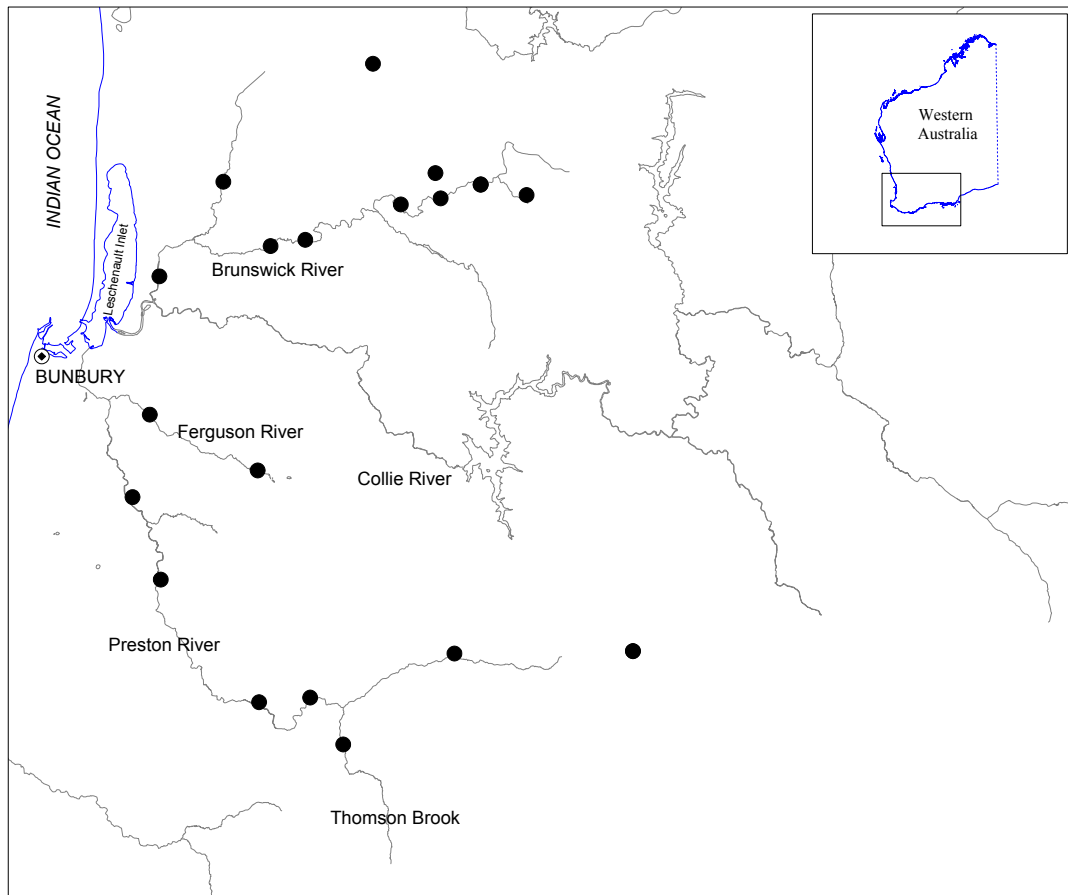 INDIAN OCEAN
Leschenault Inlet
Western
Australia
Brunswick River
BUNBURY
Ferguson River
Collie River
Preston River
Thomson Brook